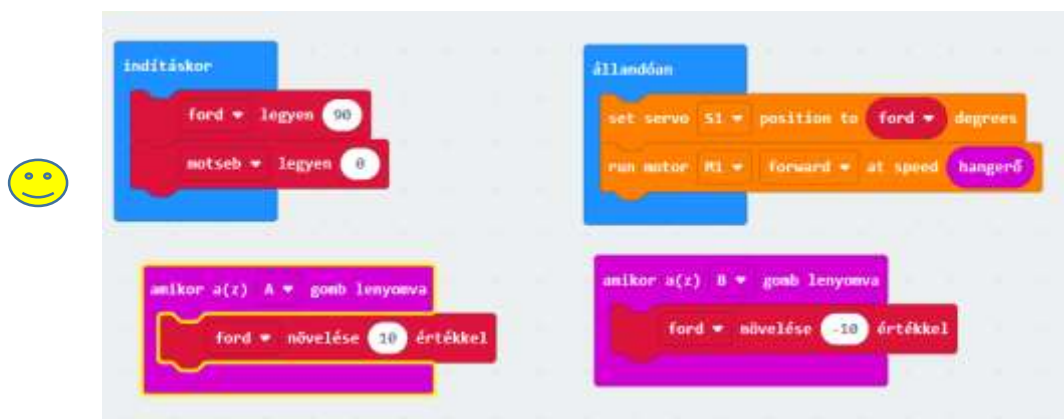 indításkor
ford legyen 90
motseb legyen 0
állandóan
set servo S1 position to ford degrees
run motor M1 forward at speed hangerő
amikor a(z) A gomb lenyomva
ford növelése 10 értékkel
amikor a(z) B gomb lenyomva
ford növelése -10 értékkel